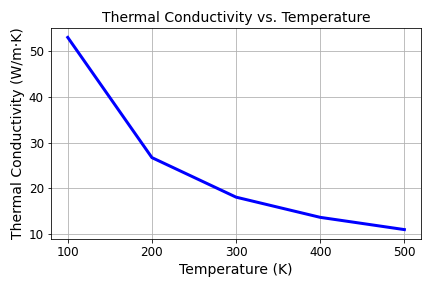 Thermal Conductivity vs. Temperature
Thermal Conductivity (W/m·K)
50
40
30
20
10
100 200 300 400 500
Temperature (K)